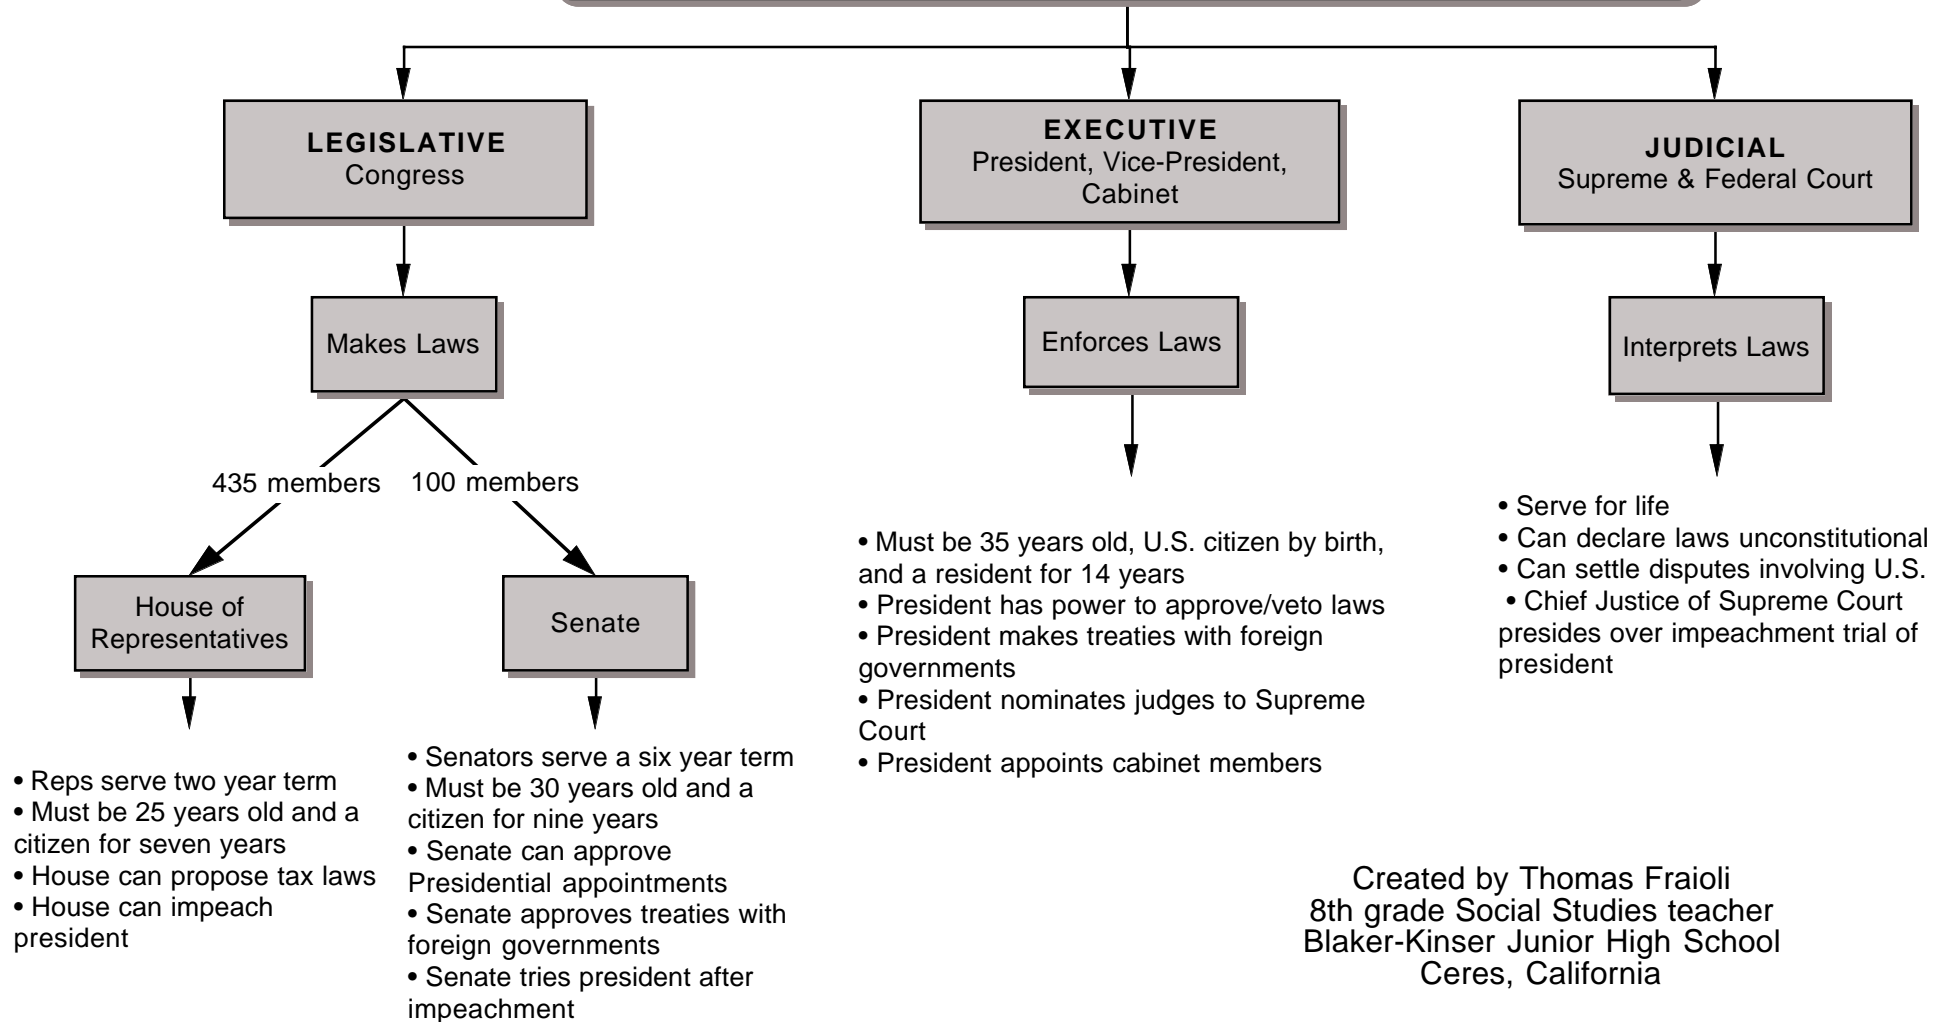 LEGISLATIVE
Congress
EXECUTIVE
President, Vice-President,
Cabinet
JUDICIAL
Supreme & Federal Court
Makes Laws
Enforces Laws
Interprets Laws
435 members
100 members
House of
Representatives
Senate
• Reps serve two year term
• Must be 25 years old and a
citizen for seven years
• House can propose tax laws
• House can impeach
president
• Senators serve a six year term
• Must be 30 years old and a
citizen for nine years
• Senate can approve
Presidential appointments
• Senate approves treaties with
foreign governments
• Senate tries president after
impeachment
• Must be 35 years old, U.S. citizen by birth,
and a resident for 14 years
• President has power to approve/veto laws
• President makes treaties with foreign
governments
• President nominates judges to Supreme
Court
• President appoints cabinet members
• Serve for life
• Can declare laws unconstitutional
• Can settle disputes involving U.S.
• Chief Justice of Supreme Court
presides over impeachment trial of
president
Created by Thomas Fraioli
8th grade Social Studies teacher
Blaker-Kinser Junior High School
Ceres, California